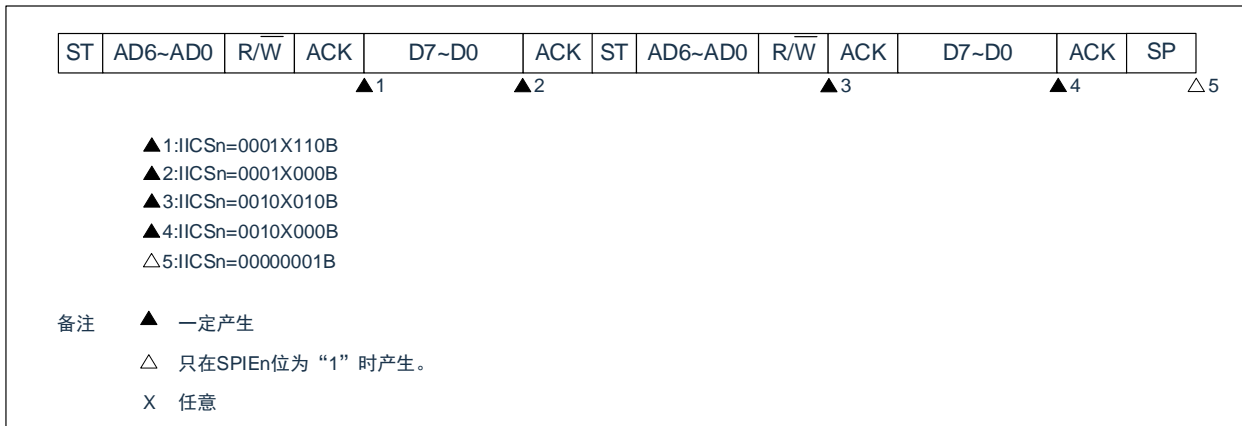 ST AD6~AD0 R/W ACK D7~D0 ACK ST AD6~AD0 R/W ACK D7~D0 ACK SP
▲1 ▲2 ▲3 ▲4 △5
▲1:IICSn=0001X110B
▲2:IICSn=0001X000B
▲3:IICSn=0010X010B
▲4:IICSn=0010X000B
△5:IICSn=00000001B
备注 ▲ 一定产生
△ 只在SPIEn位为“1”时产生。
X 任意